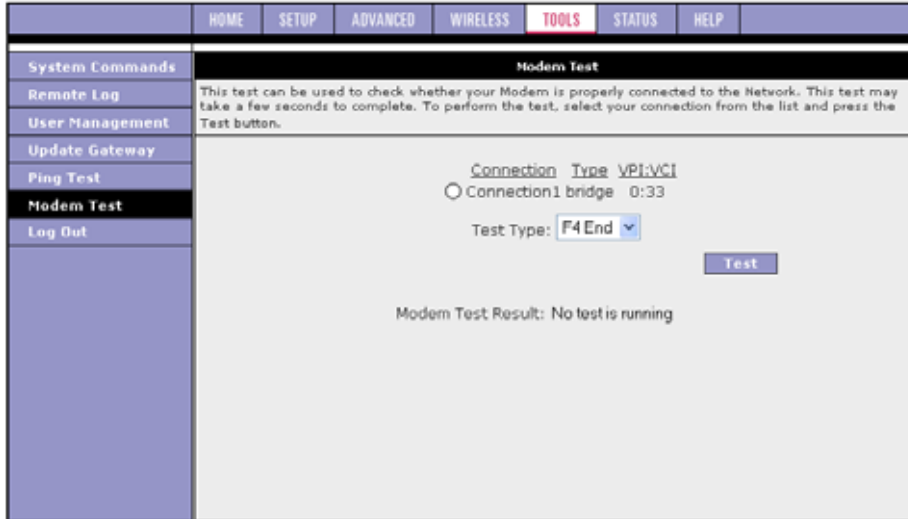 HOME SETUP ADVANCED WIRELESS TOOLS STATUS HELP
System Commands
Remote Log
User Management
Update Gateway
Ping Test
Modem Test
Log Out
Modem Test
This test can be used to check whether your Modem is properly connected to the Network. This test may
take a few seconds to complete. To perform the test, select your connection from the list and press the
Test button.
Connection Type VPI:VCI
Connection1 bridge 0:33
Test Type: F4 End
Test
Modem Test Result: No test is running